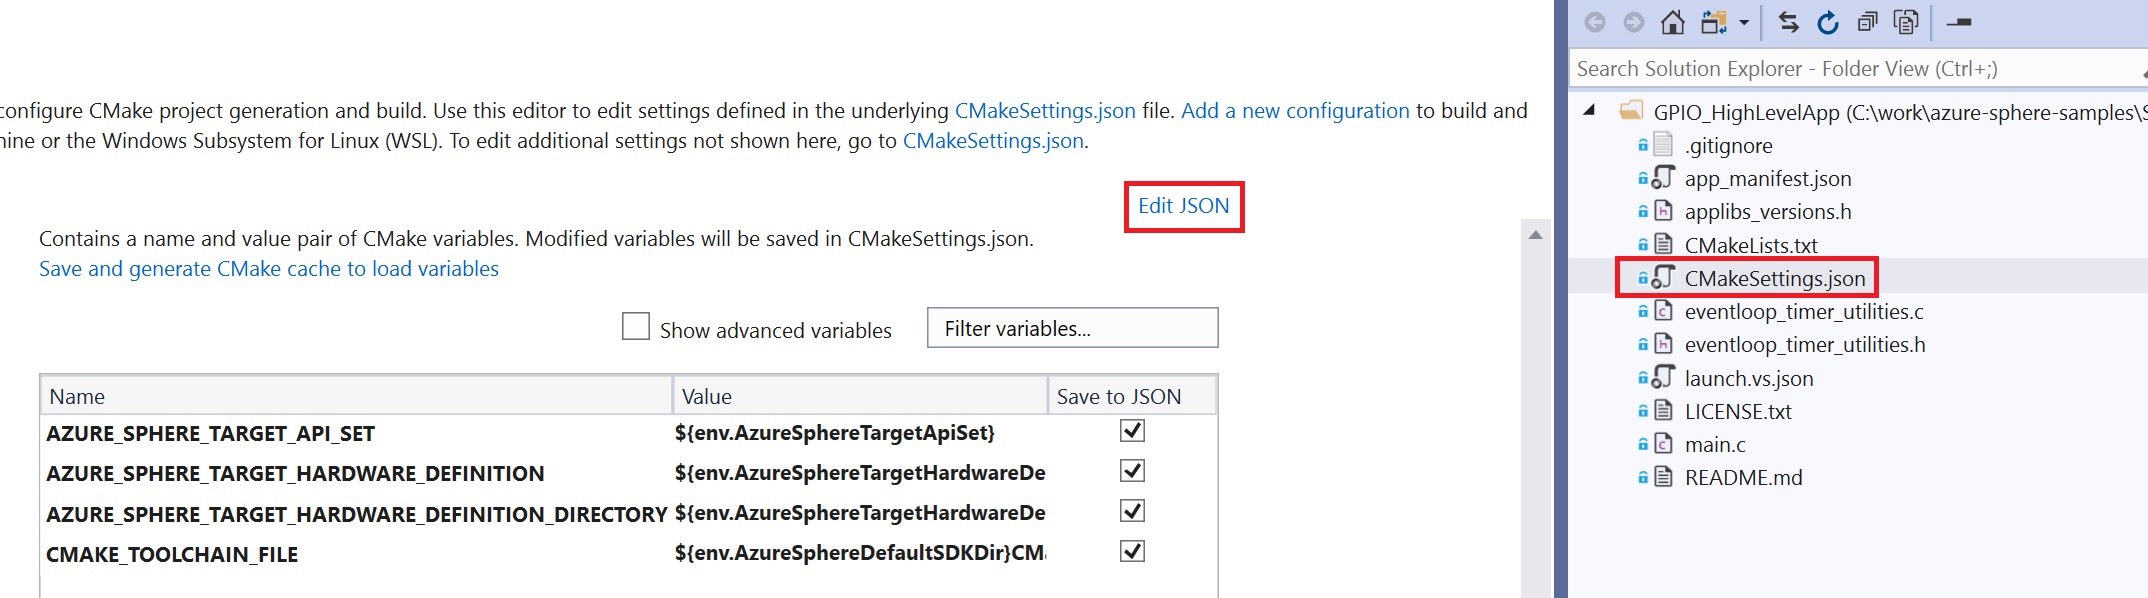 configure CMake project generation and build. Use this editor to edit settings defined in the underlying CMakeSettings.json file. Add a new configuration to build and
or the Windows Subsystem for Linux (WSL). To edit additional settings not shown here, go to CMakeSettings.json.
Edit JSON
Contains a name and value pair of CMake variables. Modified variables will be saved in CMakeSettings.json.
Save and generate CMake cache to load variables
Show advanced variables
Filter variables...
Name Value Save to JSON
AZURE_SPHERE_TARGET_API_SET ${env.AzureSphereTargetApiSet}
AZURE_SPHERE_TARGET_HARDWARE_DEFINITION ${env.AzureSphereTargetHardwareDe
AZURE_SPHERE_TARGET_HARDWARE_DEFINITION_DIRECTORY ${env.AzureSphereTargetHardwareDe
CMAKE_TOOLCHAIN_FILE ${env.AzureSphereDefaultSDKDir}CM
Search Solution Explorer - Folder View (Ctrl+;)
GPIO_HighLevelApp (C:\work\azure-sphere-samples\S
.gitignore
app_manifest.json
applibs_versions.h
CMakeLists.txt
CMakeSettings.json
eventloop_timer_utilities.c
eventloop_timer_utilities.h
launch.vs.json
LICENSE.txt
main.c
README.md